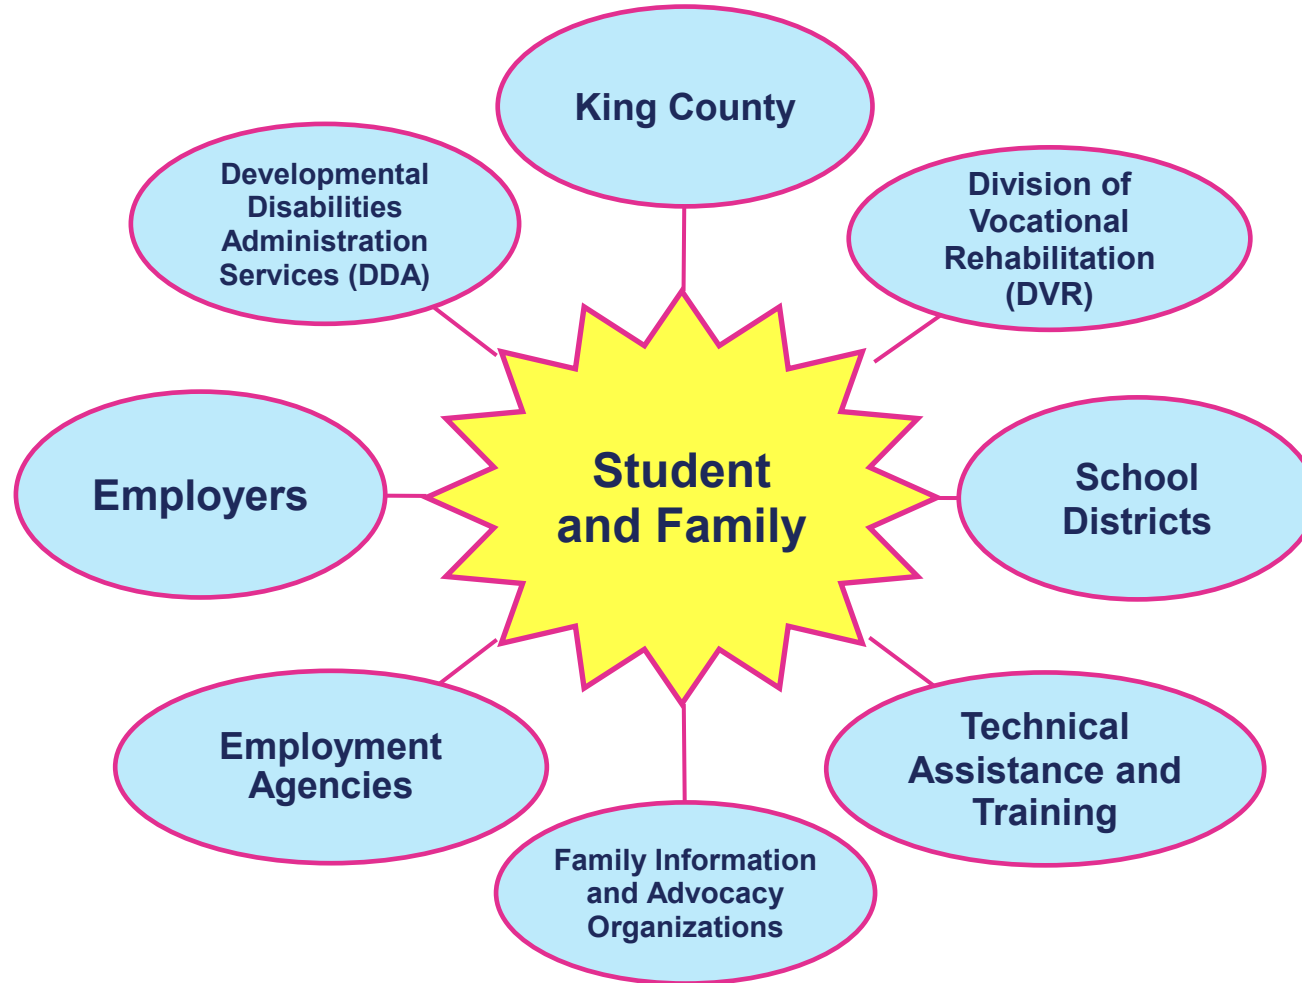 King County
Developmental
Disabilities
Administration
Services (DDA)
Division of
Vocational
Rehabilitation
(DVR)
Employers
Student
and Family
School
Districts
Employment
Agencies
Technical
Assistance and
Training
Family Information
and Advocacy
Organizations